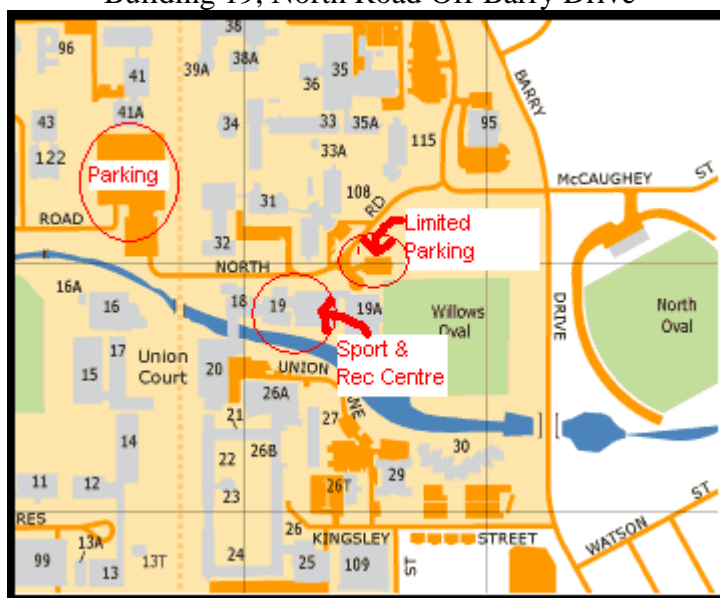 Building 19, North Road Off Barry Drive
38
96
38A
39A
35
36
41
41A
BARRY
43
34
33
35A
95
122
33A
115
Parking
McCAUGHEY
ST
108
31
RD
ROAD
Limited
Parking
32
NORTH
16A
18
16
19
19A
Willows
Oval
DRIVE
North
Oval
17
Union
Court
Sport &
Rec Centre
UNION
15
20
26A
NE
21
27
14
26B
30
22
29
11
12
26T
23
ST
RES
26
13A
KINGSLEY
STREET
WATSON
99
13T
24
25
109
13
ST